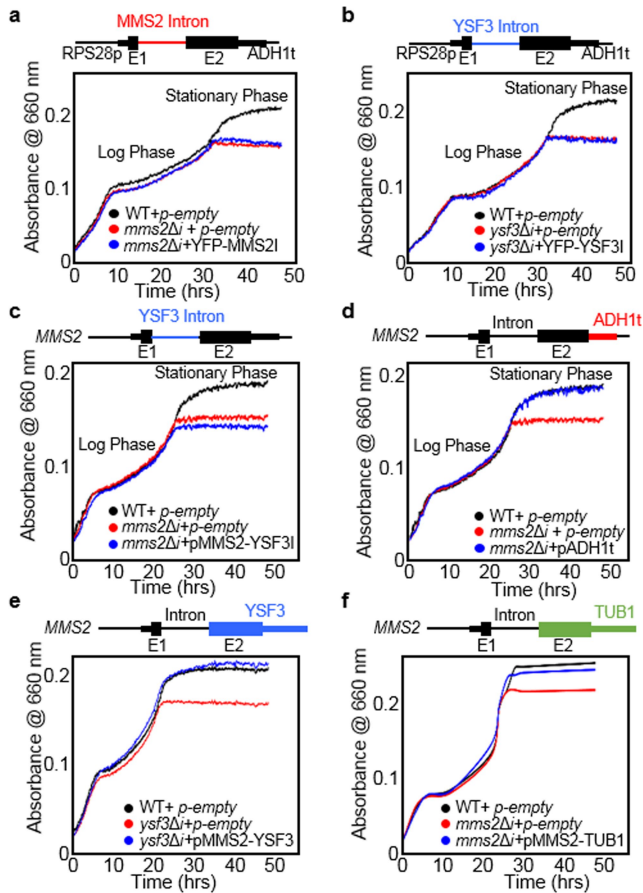 a
MMS2 Intron
RPS28p
E1
E2
ADH1t
Absorbance @ 660 nm
0.2
0.1
0
Stationary Phase
Log Phase
WT+p-empty
mms2Δi + p-empty
mms2Δi+YFP-MMS2I
0 10 20 30 40 50
Time (hrs)
b
YSF3 Intron
RPS28p
E1
E2
ADH1t
Absorbance @ 660 nm
0.2
0.1
0
Stationary Phase
Log Phase
WT+p-empty
ysf3Δi+p-empty
ysf3Δi+YFP-YSF3I
0 10 20 30 40 50
Time (hrs)
c
YSF3 Intron
MMS2
E1
E2
Absorbance @ 660 nm
0.2
0.1
0
Stationary Phase
Log Phase
WT+ p-empty
mms2Δi+p-empty
mms2Δi+pMMS2-YSF3I
0 10 20 30 40 50
Time (hrs)
d
Intron
ADH1t
MMS2
E1
E2
Absorbance @ 660 nm
0.2
0.1
0
Stationary Phase
Log Phase
WT+ p-empty
mms2Δi + p-empty
mms2Δi+pADH1t
0 10 20 30 40 50
Time (hrs)
e
Intron
YSF3
MMS2
E1
E2
Absorbance @ 660 nm
0.2
0.1
0
WT+ p-empty
ysf3Δi+p-empty
ysf3Δi+pMMS2-YSF3
0 10 20 30 40 50
Time (hrs)
f
Intron
TUB1
MMS2
E1
E2
Absorbance @ 660 nm
0.2
0.1
0
WT+ p-empty
mms2Δi+p-empty
mms2Δi+pMMS2-TUB1
0 10 20 30 40 50
Time (hrs)